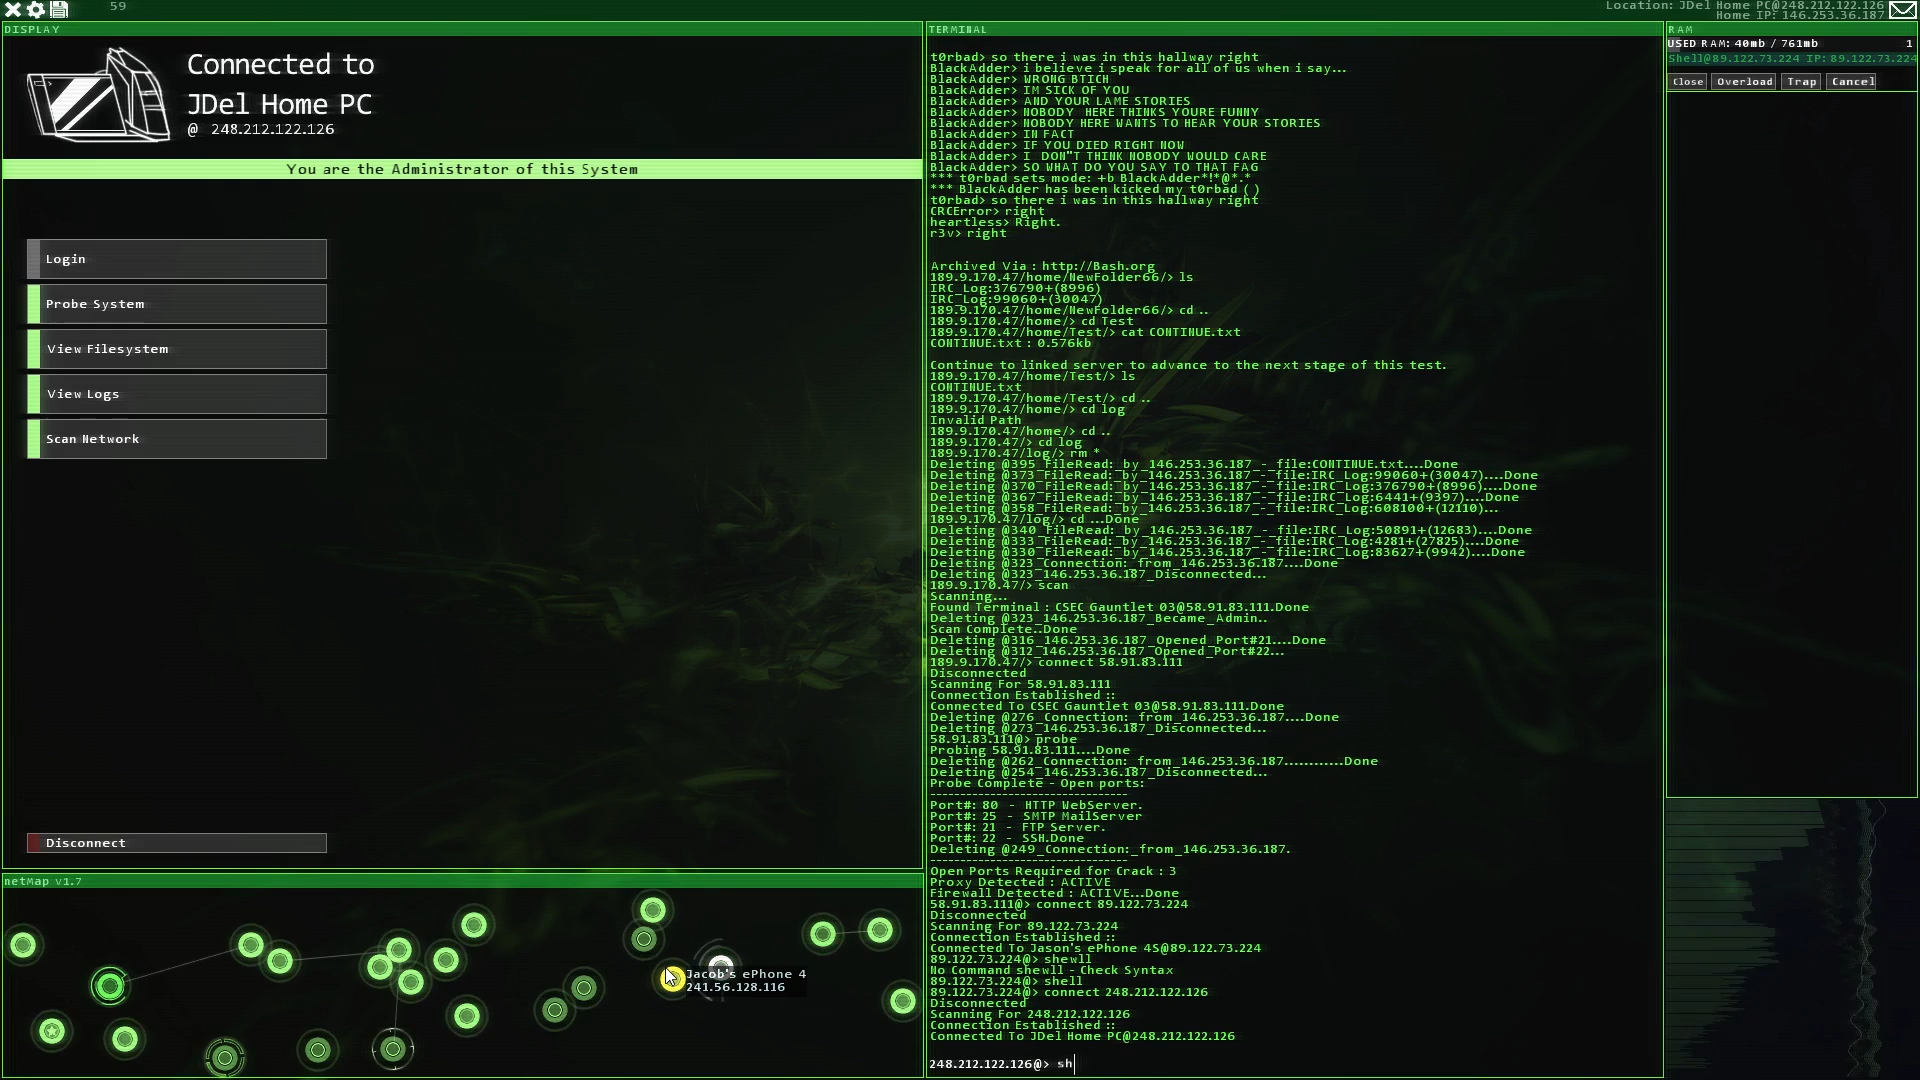 59
Location: JDel Home PC@248.212.122.126
Home IP: 146.253.36.187
DISPLAY
Connected to
JDel Home PC
@ 248.212.122.126
You are the Administrator of this System
Login
Probe System
View Filesystem
View Logs
Scan Network
Disconnect
netMap v1.7
Jacob's ePhone 4
241.56.128.116
TERMINAL
t0rbad> so there i was in this hallway right
BlackAdder> i believe i speak for all of us when i say...
BlackAdder> WRONG BTICH
BlackAdder> IM SICK OF YOU
BlackAdder> AND YOUR LAME STORIES
BlackAdder> NOBODY  HERE THINKS YOURE FUNNY
BlackAdder> NOBODY HERE WANTS TO HEAR YOUR STORIES
BlackAdder> IN FACT
BlackAdder> IF YOU DIED RIGHT NOW
BlackAdder> I  DON"T THINK NOBODY WOULD CARE
BlackAdder> SO WHAT DO YOU SAY TO THAT FAG
*** t0rbad sets mode: +b BlackAdder*!*@*.*
*** BlackAdder has been kicked my t0rbad ( )
t0rbad> so there i was in this hallway right
CRCError> right
heartless> Right.
r3v> right
Archived Via : http://Bash.org
189.9.170.47/home/NewFolder66/> ls
IRC_Log:376790+(8996)
IRC_Log:99060+(30047)
189.9.170.47/home/NewFolder66/> cd ..
189.9.170.47/home/> cd Test
189.9.170.47/home/Test/> cat CONTINUE.txt
CONTINUE.txt : 0.576kb
Continue to linked server to advance to the next stage of this test.
189.9.170.47/home/Test/> ls
CONTINUE.txt
189.9.170.47/home/Test/> cd ..
189.9.170.47/home/> cd log
Invalid Path
189.9.170.47/home/> cd ..
189.9.170.47/> cd log
189.9.170.47/log/> rm *
Deleting @395_FileRead:_by_146.253.36.187_-_file:CONTINUE.txt....Done
Deleting @373_FileRead:_by_146.253.36.187_-_file:IRC_Log:99060+(30047)....Done
Deleting @370_FileRead:_by_146.253.36.187_-_file:IRC_Log:376790+(8996)....Done
Deleting @367_FileRead:_by_146.253.36.187_-_file:IRC_Log:6441+(9397)....Done
Deleting @358_FileRead:_by_146.253.36.187_-_file:IRC_Log:608100+(12110)...
189.9.170.47/log/> cd ...Done
Deleting @340_FileRead:_by_146.253.36.187_-_file:IRC_Log:50891+(12683)....Done
Deleting @333_FileRead:_by_146.253.36.187_-_file:IRC_Log:4281+(27825)....Done
Deleting @330_FileRead:_by_146.253.36.187_-_file:IRC_Log:83627+(9942)....Done
Deleting @323_Connection:_from_146.253.36.187....Done
Deleting @323_146.253.36.187_Disconnected...
189.9.170.47/> scan
Scanning...
Found Terminal : CSEC Gauntlet 03@58.91.83.111.Done
Deleting @323_146.253.36.187_Became_Admin..
Scan Complete..Done
Deleting @316_146.253.36.187_Opened_Port#21....Done
Deleting @312_146.253.36.187_Opened_Port#22...
189.9.170.47/> connect 58.91.83.111
Disconnected
Scanning For 58.91.83.111
Connection Established ::
Connected To CSEC Gauntlet 03@58.91.83.111.Done
Deleting @276_Connection:_from_146.253.36.187....Done
Deleting @273_146.253.36.187_Disconnected...
58.91.83.111@> probe
Probing 58.91.83.111....Done
Deleting @262_Connection:_from_146.253.36.187............Done
Deleting @254_146.253.36.187_Disconnected...
Probe Complete - Open ports:
---------------------------------
Port#: 80  -  HTTP WebServer.
Port#: 25  -  SMTP MailServer
Port#: 21  -  FTP Server.
Port#: 22  -  SSH.Done
Deleting @249_Connection:_from_146.253.36.187.
---------------------------------
Open Ports Required for Crack : 3
Proxy Detected : ACTIVE
Firewall Detected : ACTIVE...Done
58.91.83.111@> connect 89.122.73.224
Disconnected
Scanning For 89.122.73.224
Connection Established ::
Connected To Jason's ePhone 4S@89.122.73.224
89.122.73.224@> shewll
No Command shewll - Check Syntax
89.122.73.224@> shell
89.122.73.224@> connect 248.212.122.126
Disconnected
Scanning For 248.212.122.126
Connection Established ::
Connected To JDel Home PC@248.212.122.126
248.212.122.126@> sh
RAM
USED RAM: 40mb / 761mb 1
Shell@89.122.73.224 IP: 89.122.73.224
Close Overload Trap Cancel